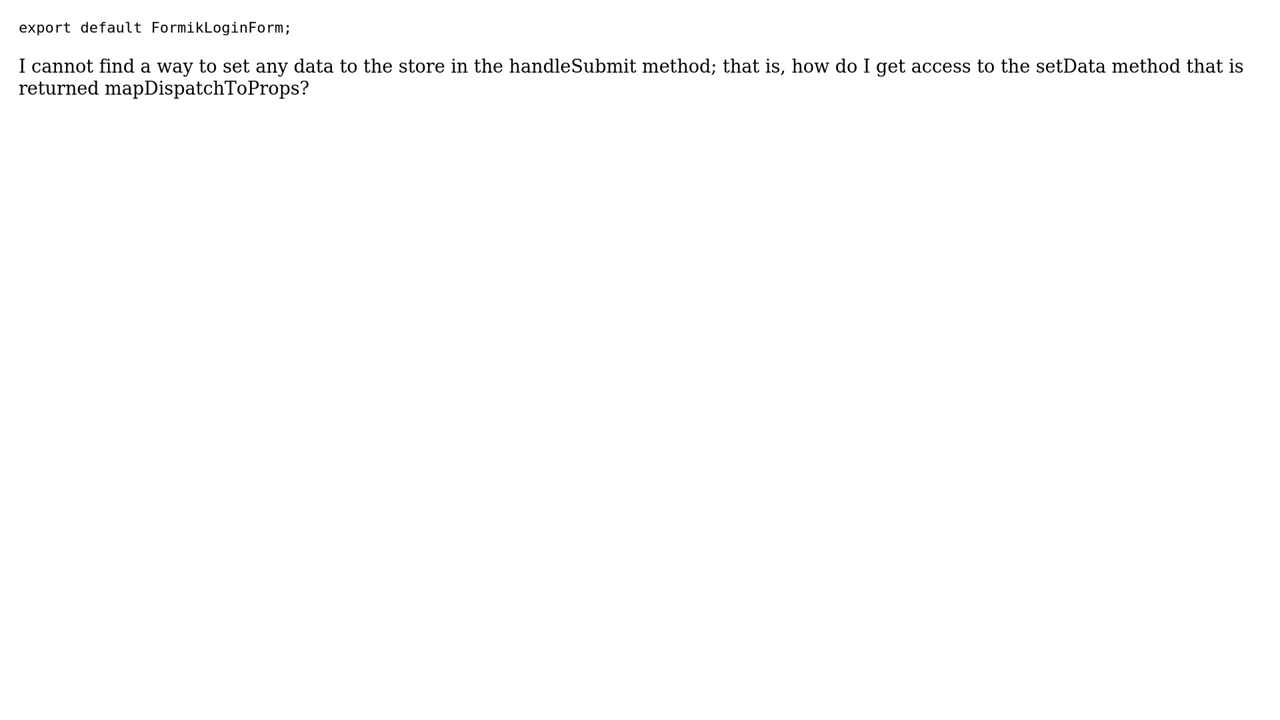 export default FormikLoginForm;
I cannot find a way to set any data to the store in the handleSubmit method; that is, how do I get access to the setData method that is
returned mapDispatchToProps?